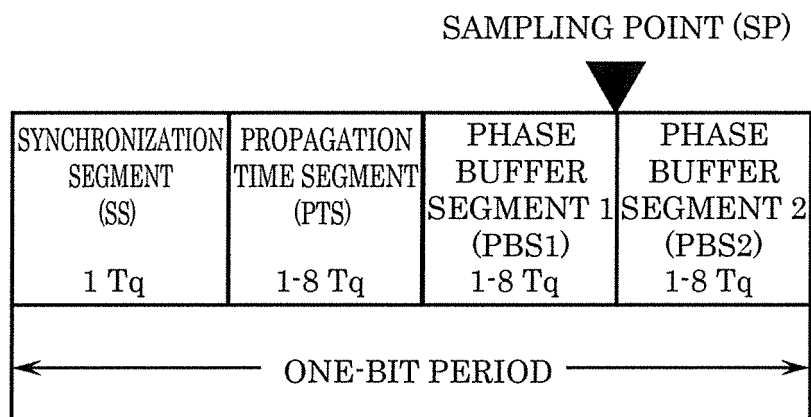 SAMPLING POINT (SP)
SYNCHRONIZATION
SEGMENT
(SS)
1 Tq
PROPAGATION
TIME SEGMENT
(PTS)
1-8 Tq
PHASE
BUFFER
SEGMENT 1
(PBS1)
1-8 Tq
PHASE
BUFFER
SEGMENT 2
(PBS2)
1-8 Tq
ONE-BIT PERIOD